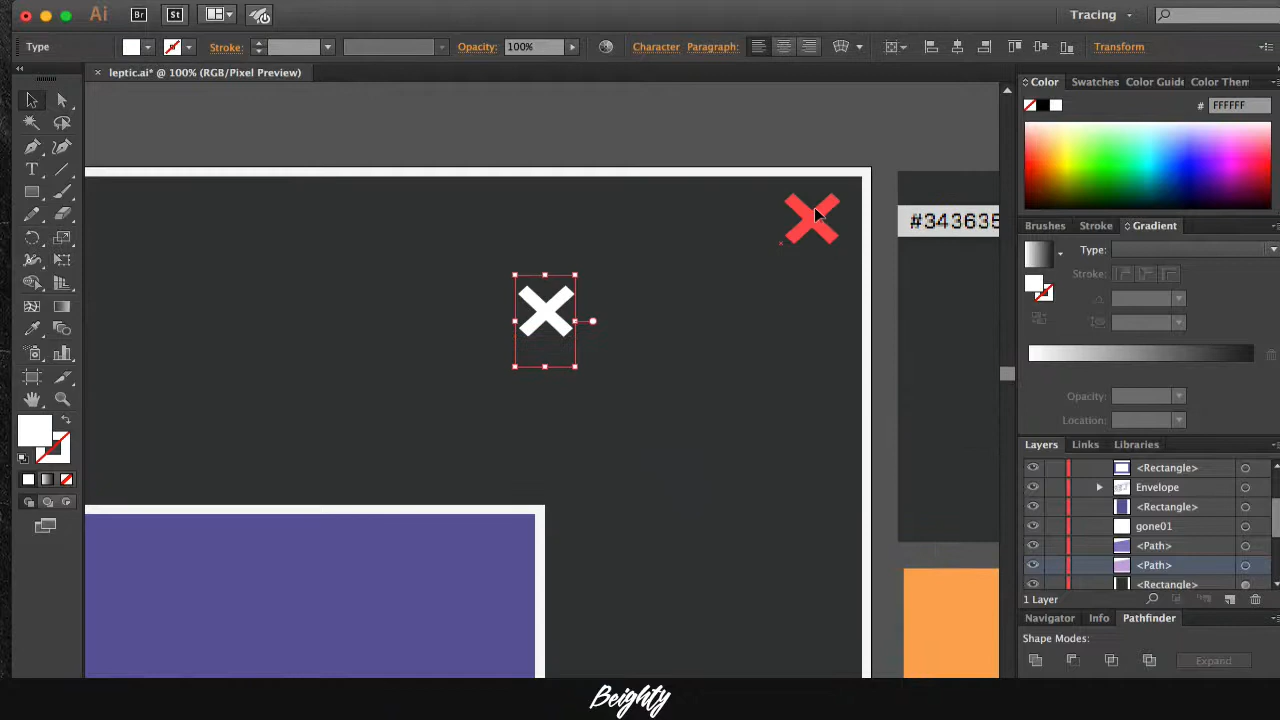 Ai Br St Tracing
Type Stroke: Opacity: 100% Character Paragraph: Transform
× leptic.ai* @ 100% (RGB/Pixel Preview)
Color Swatches Color Guide Color Them
# FFFFFF
#343635
Brushes Stroke Gradient
Type:
Stroke:
Opacity:
Location:
Layers Links Libraries
<Rectangle>
Envelope
<Rectangle>
gone01
<Path>
<Path>
<Rectangle>
1 Layer
Navigator Info Pathfinder
Shape Modes:
Expand
Beighty